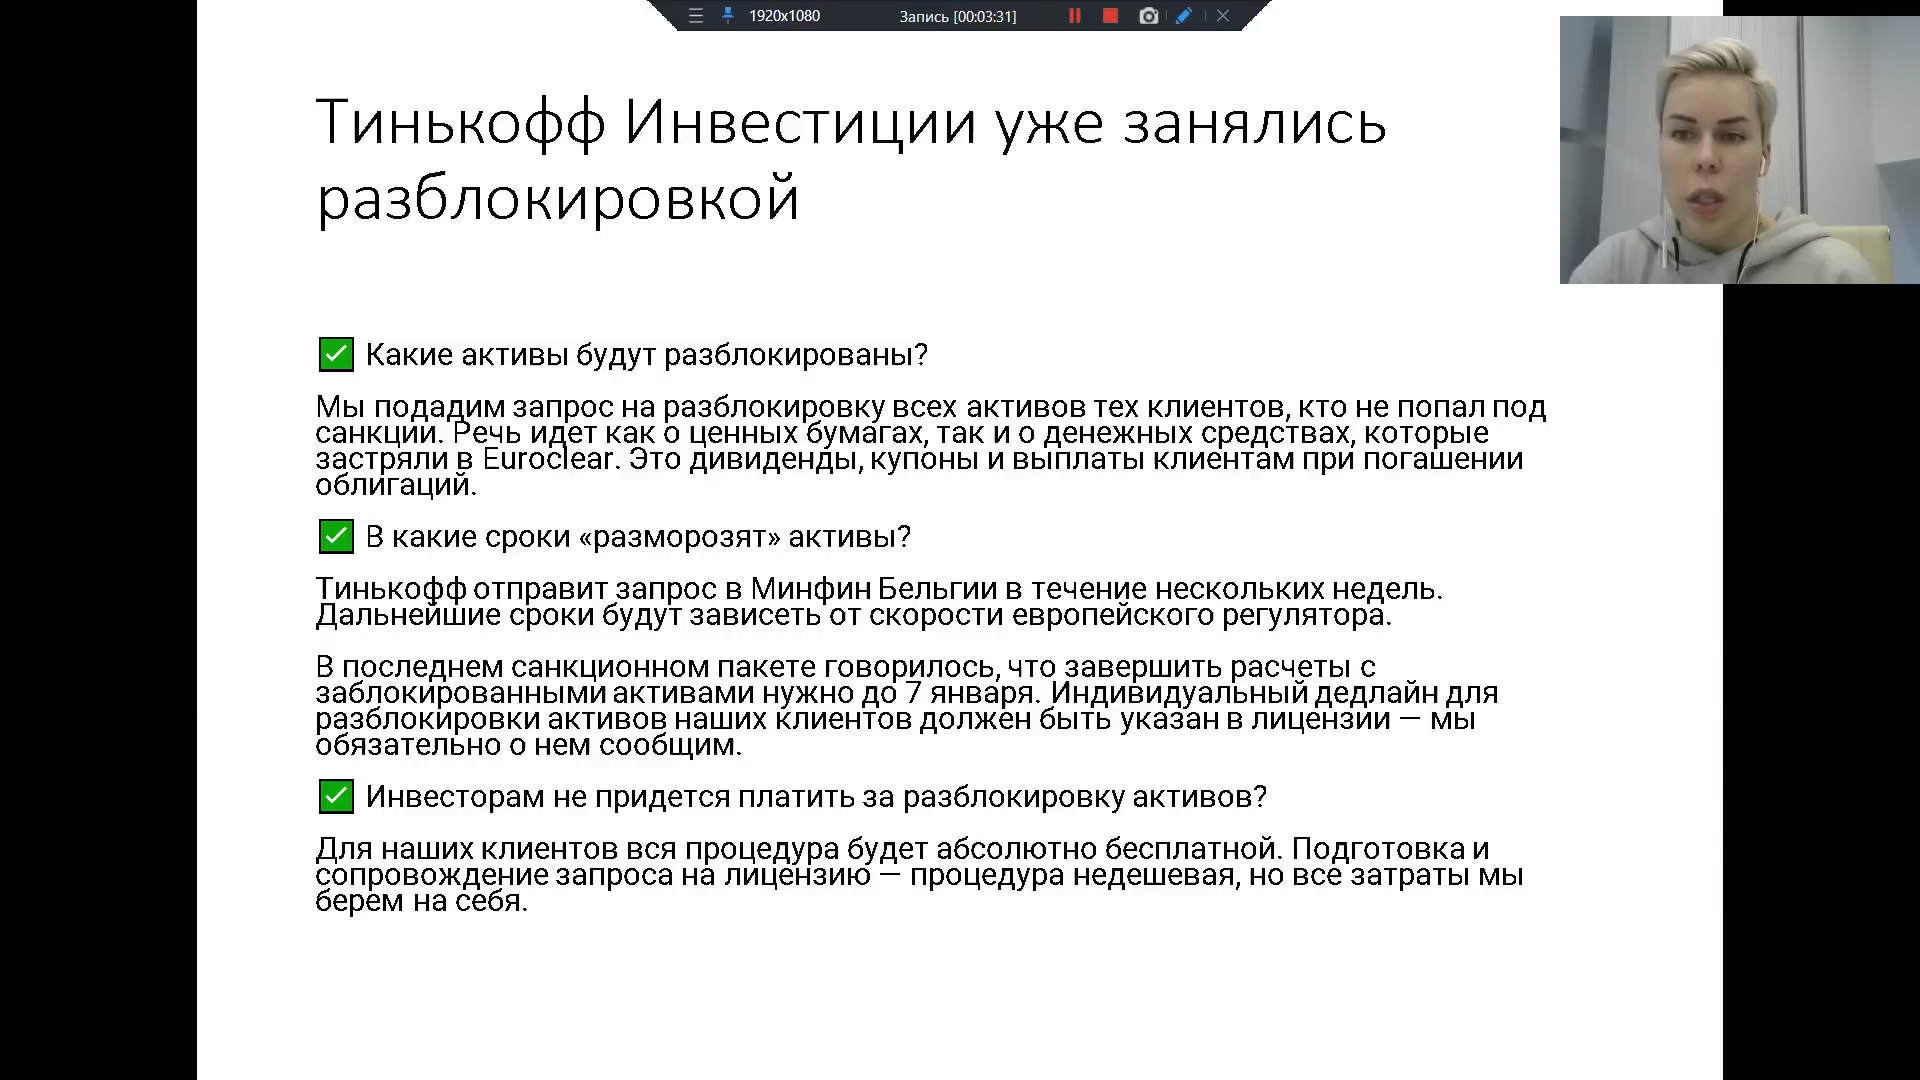 1920x1080 Запись [00:03:31]
Тинькофф Инвестиции уже занялись
разблокировкой
Какие активы будут разблокированы?
Мы подадим запрос на разблокировку всех активов тех клиентов, кто не попал под
санкции. Речь идет как о ценных бумагах, так и о денежных средствах, которые
застряли в Euroclear. Это дивиденды, купоны и выплаты клиентам при погашении
облигаций.
В какие сроки «разморозят» активы?
Тинькофф отправит запрос в Минфин Бельгии в течение нескольких недель.
Дальнейшие сроки будут зависеть от скорости европейского регулятора.
В последнем санкционном пакете говорилось, что завершить расчеты с
заблокированными активами нужно до 7 января. Индивидуальный дедлайн для
разблокировки активов наших клиентов должен быть указан в лицензии — мы
обязательно о нем сообщим.
Инвесторам не придется платить за разблокировку активов?
Для наших клиентов вся процедура будет абсолютно бесплатной. Подготовка и
сопровождение запроса на лицензию — процедура недешевая, но все затраты мы
берем на себя.